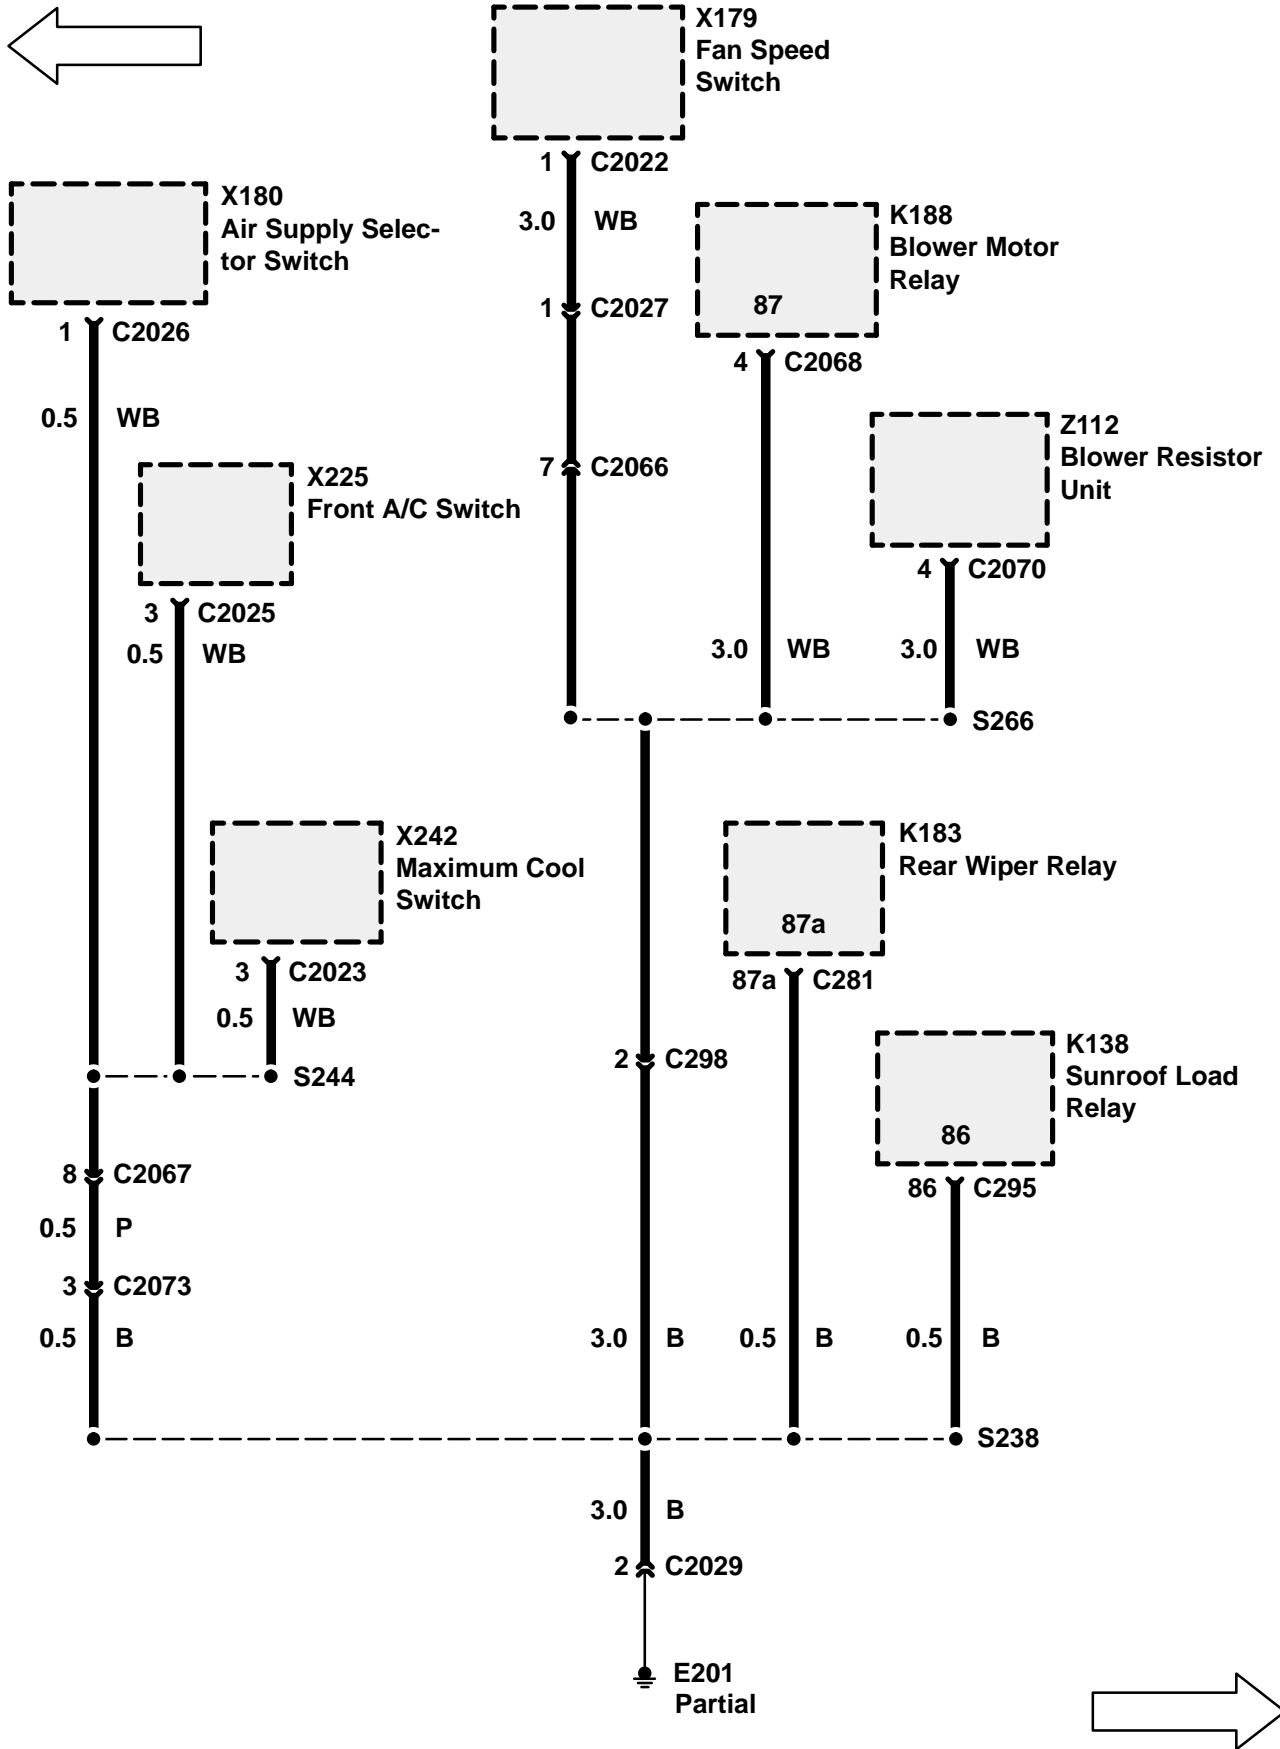 X179
Fan Speed
Switch
1 C2022
X180
Air Supply Selec-
tor Switch
3.0 WB
K188
Blower Motor
Relay
87
1 C2027
1 C2026
4 C2068
0.5 WB
Z112
Blower Resistor
Unit
7 C2066
X225
Front A/C Switch
4 C2070
3 C2025
0.5 WB
3.0 WB
3.0 WB
S266
X242
Maximum Cool
Switch
K183
Rear Wiper Relay
87a
3 C2023
87a C281
0.5 WB
K138
Sunroof Load
Relay
86
2 C298
S244
8 C2067
86 C295
0.5 P
3 C2073
0.5 B
3.0 B
0.5 B
0.5 B
S238
3.0 B
2 C2029
E201
Partial